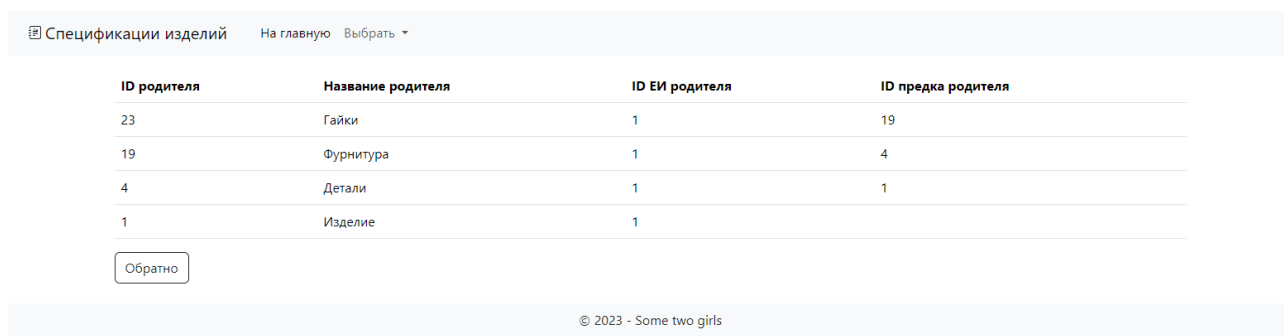 Спецификации изделий На главную Выбрать
ID родителя Название родителя ID ЕИ родителя ID предка родителя
23 Гайки 1 19
19 Фурнитура 1 4
4 Детали 1 1
1 Изделие 1
Обратно
© 2023 - Some two girls